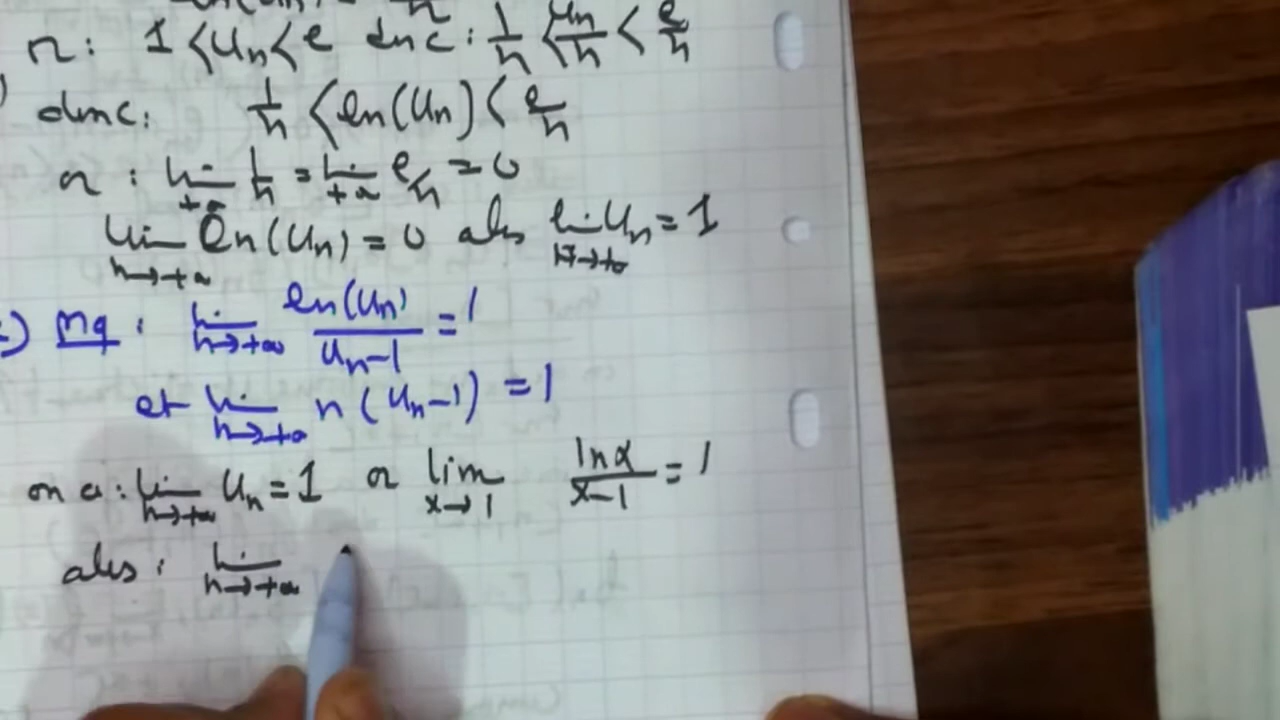 n : 1 < Un < e donc : 1/n < Un/n < e/n
donc : 1/n < ln(Un) < e/n
or : lim +∞ 1/n = lim +∞ e/n = 0
lim n→+∞ ln(Un) = 0 alors lim n→+∞ Un = 1
c) Mq : lim n→+∞ ln(Un)/(Un-1) = 1
et lim n→+∞ n(Un-1) = 1
on a : lim n→+∞ Un = 1 or lim x→1 ln x/(x-1) = 1
alors : lim n→+∞